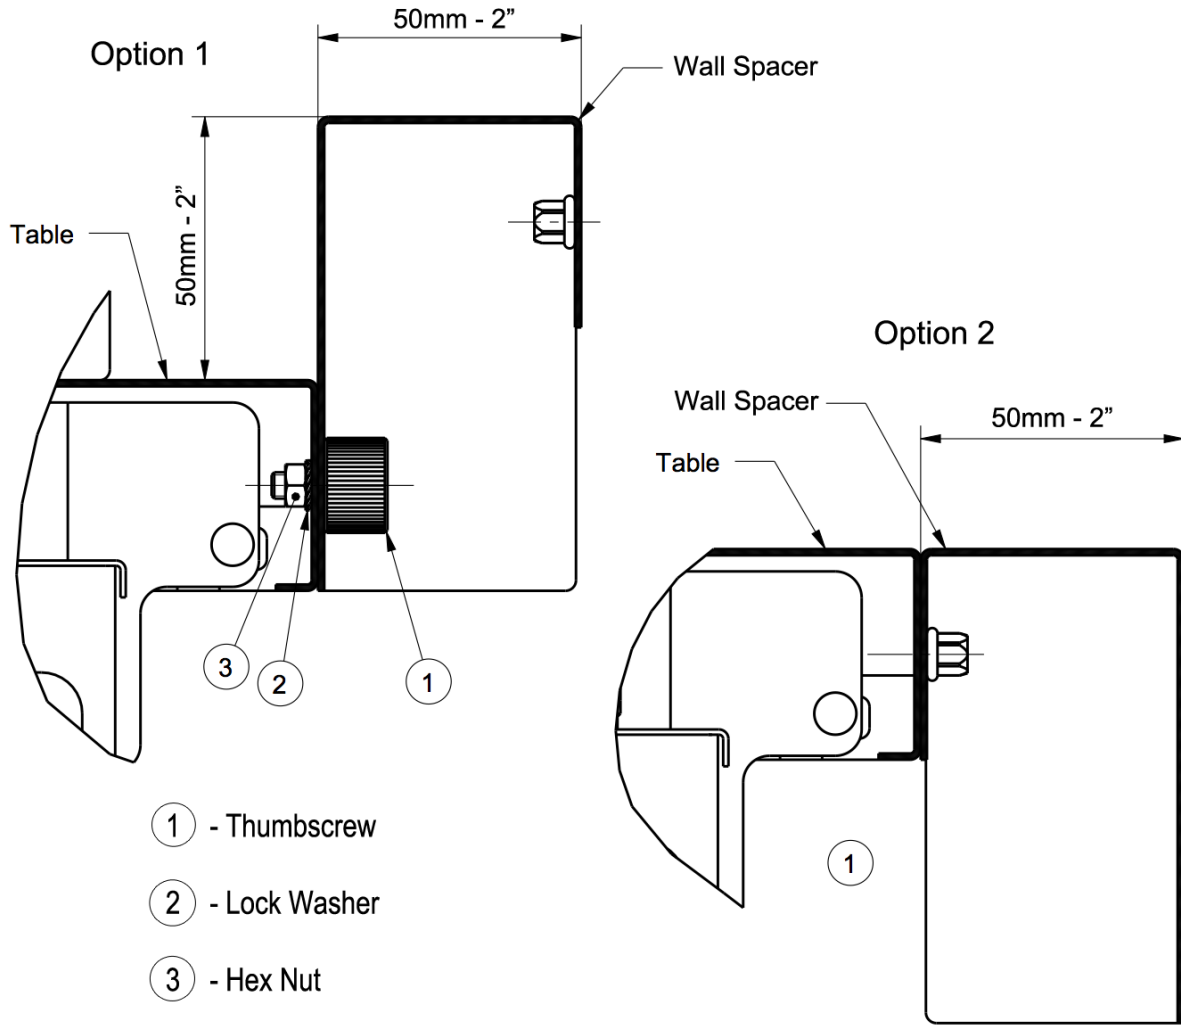 Option 1
50mm - 2”
Wall Spacer
50mm - 2”
Table
Option 2
Wall Spacer
50mm - 2”
Table
3
2
1
1 - Thumbscrew
1
2 - Lock Washer
3 - Hex Nut